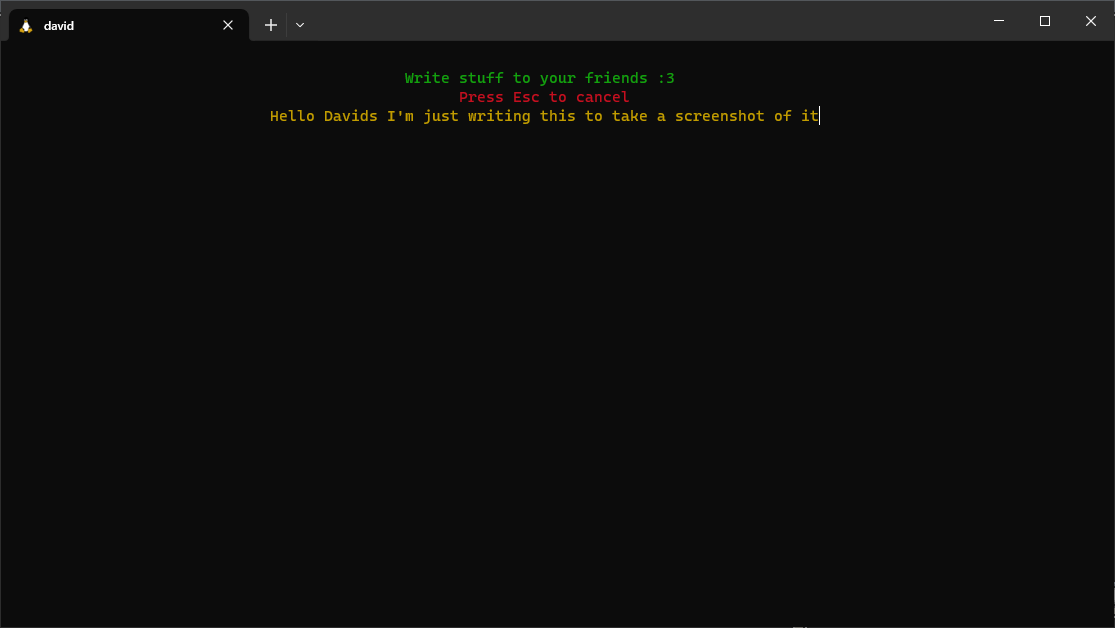 david
Write stuff to your friends :3
Press Esc to cancel
Hello Davids I'm just writing this to take a screenshot of it